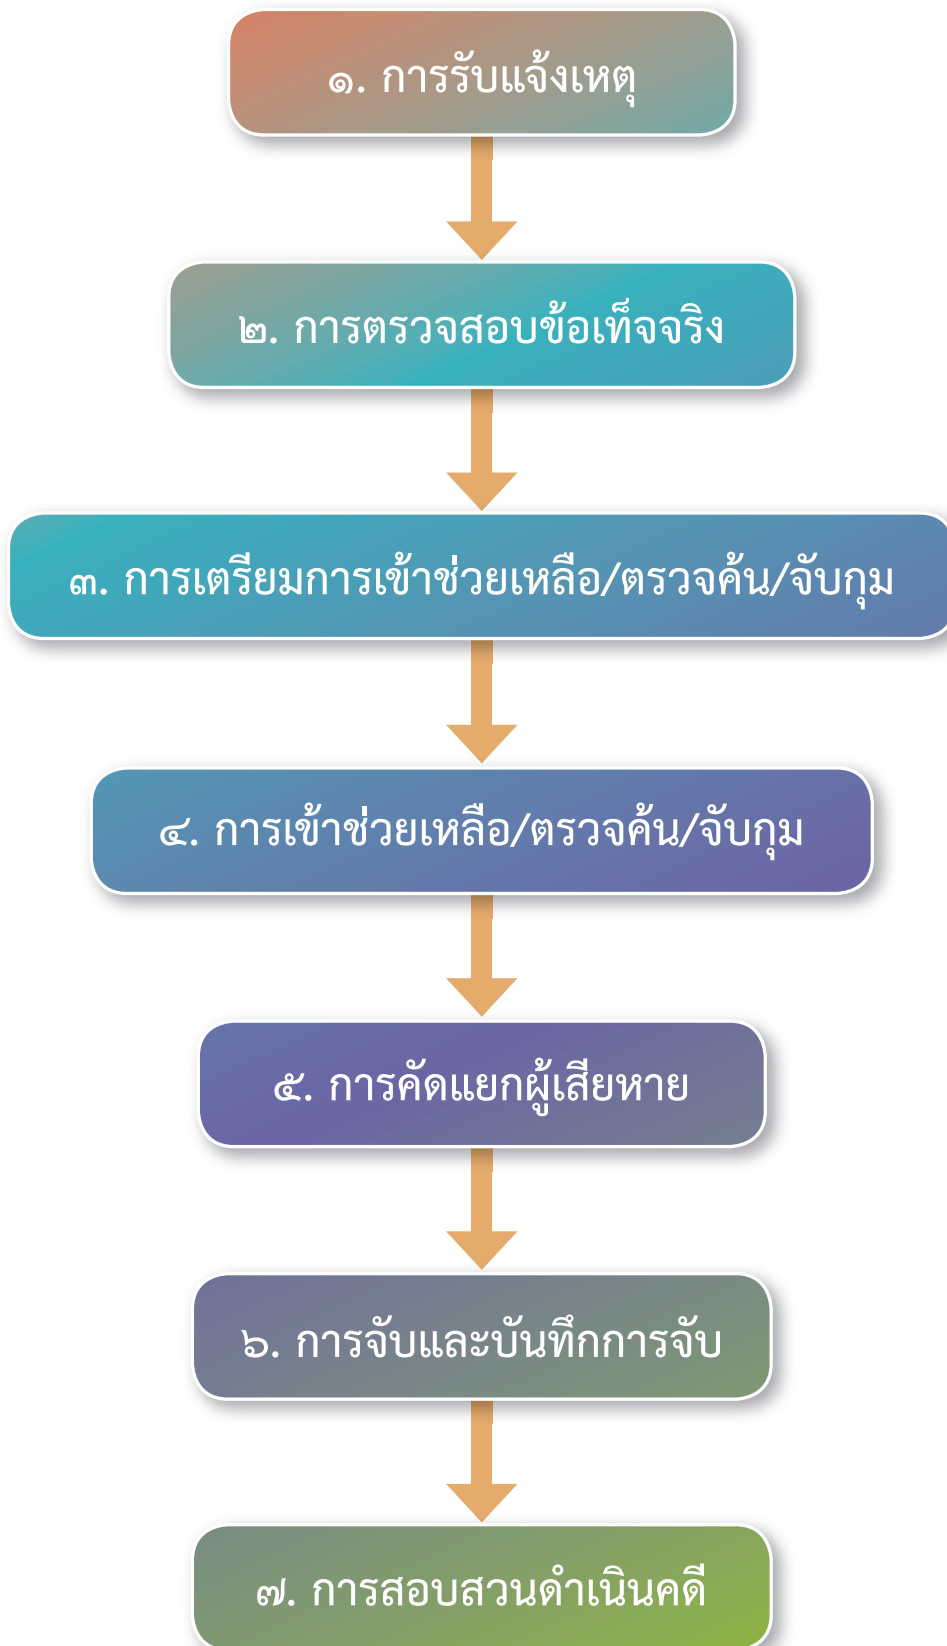 ๑. การรับแจ้งเหตุ
๒. การตรวจสอบข้อเท็จจริง
๓. การเตรียมการเข้าช่วยเหลือ/ตรวจค้น/จับกุม
๔. การเข้าช่วยเหลือ/ตรวจค้น/จับกุม
๕. การคัดแยกผู้เสียหาย
๖. การจับและบันทึกการจับ
๗. การสอบสวนดำเนินคดี